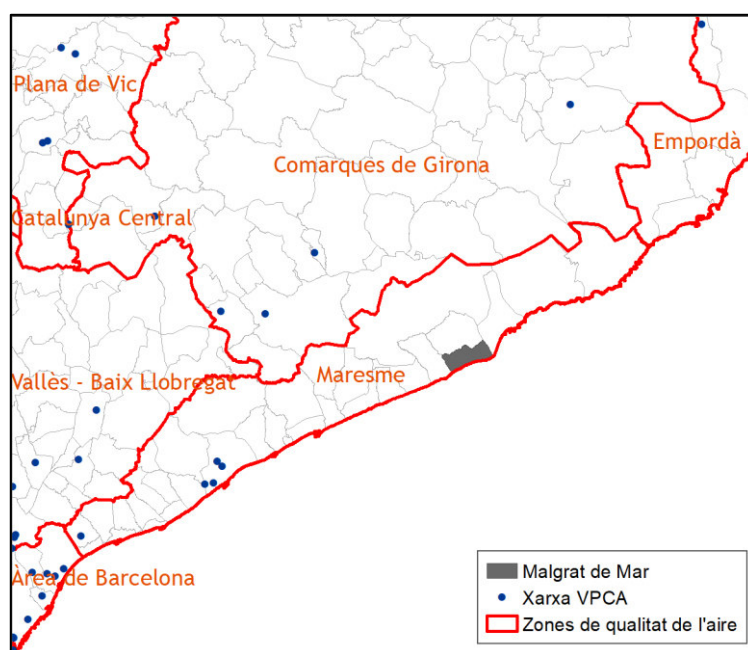 Plana de Vic
Comarques de Girona
Empordà
Catalunya Central
Vallès - Baix Llobregat
Maresme
Àrea de Barcelona
Malgrat de Mar
Xarxa VPCA
Zones de qualitat de l'aire